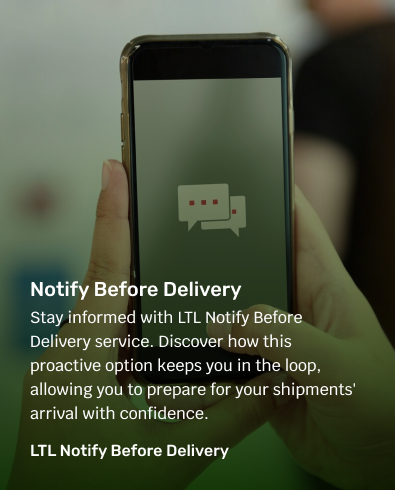 Notify Before Delivery
Stay informed with LTL Notify Before
Delivery service. Discover how this
proactive option keeps you in the loop,
allowing you to prepare for your shipments'
arrival with confidence.
LTL Notify Before Delivery